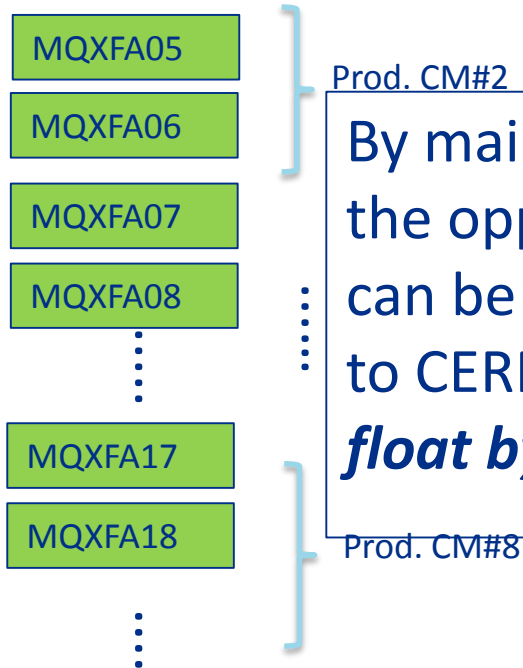 MQXFA05
MQXFA06
MQXFA07
MQXFA08
MQXFA17
MQXFA18
Prod. CM#2
By mai
the opp
can be
to CER
float b
Prod. CM#8